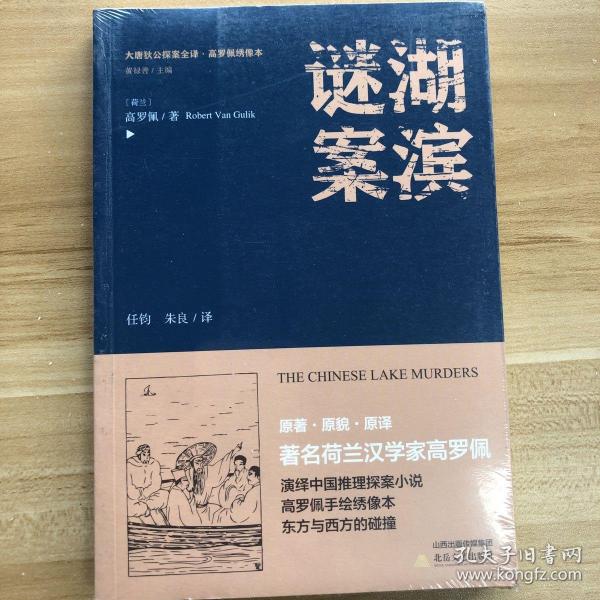 大唐狄公探案全译·高罗佩绣像本
黄禄善/主编
[荷兰]
高罗佩/著 Robert Van Gulik
湖滨
谜案
任钧 朱良/译
THE CHINESE LAKE MURDERS
原著·原貌·原译
著名荷兰汉学家高罗佩
演绎中国推理探案小说
高罗佩手绘绣像本
东方与西方的碰撞
山西出版传媒集团
北岳
孔夫子旧书网
www.kongfz.com